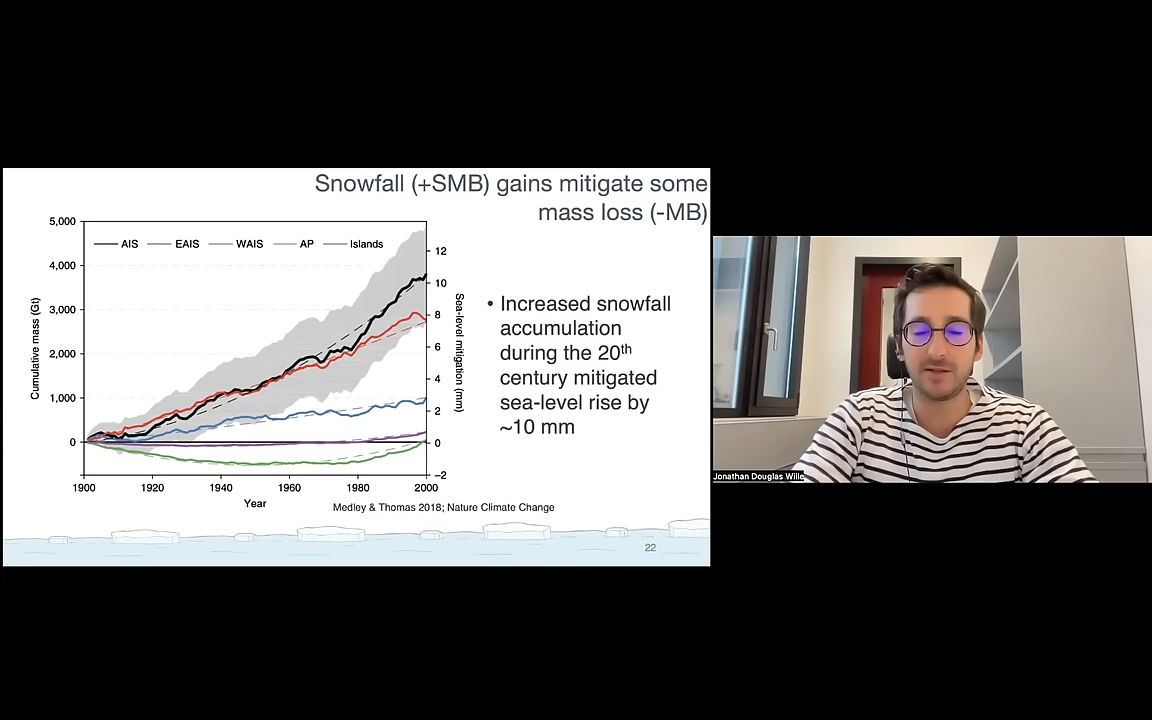 Snowfall (+SMB) gains mitigate some
mass loss (-MB)
5,000
4,000
3,000
2,000
1,000
0
Cumulative mass (Gt)
AIS EAIS WAIS AP Islands
12
10
8
6
4
2
0
−2
Sea-level mitigation (mm)
1900 1920 1940 1960 1980 2000
Year
• Increased snowfall
accumulation
during the 20th
century mitigated
sea-level rise by
~10 mm
Medley & Thomas 2018; Nature Climate Change
22
Jonathan Douglas Wille